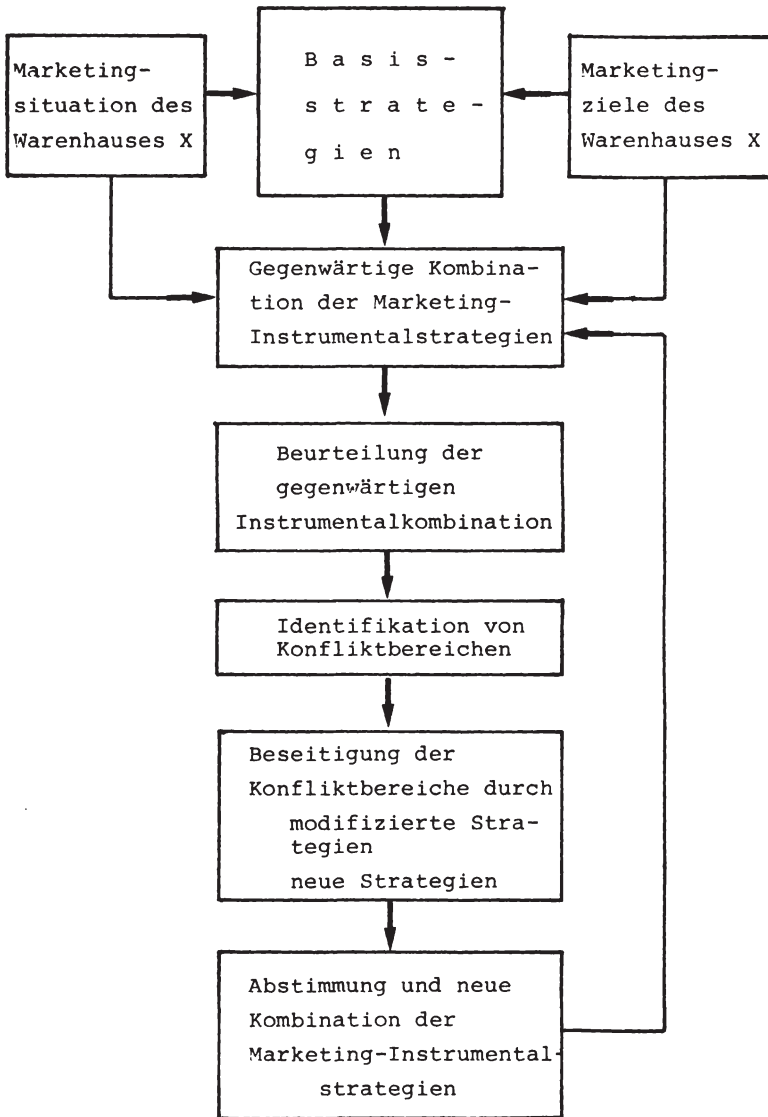 Marketing-
situation des
Warenhauses X
B a s i s -
s t r a t e -
g i e n
Marketing-
ziele des
Warenhauses X
Gegenwärtige Kombina-
tion der Marketing-
Instrumentalstrategien
Beurteilung der
gegenwärtigen
Instrumentalkombination
Identifikation von
Konfliktbereichen
Beseitigung der
Konfliktbereiche durch
modifizierte Stra-
tegien
neue Strategien
Abstimmung und neue
Kombination der
Marketing-Instrumental-
strategien